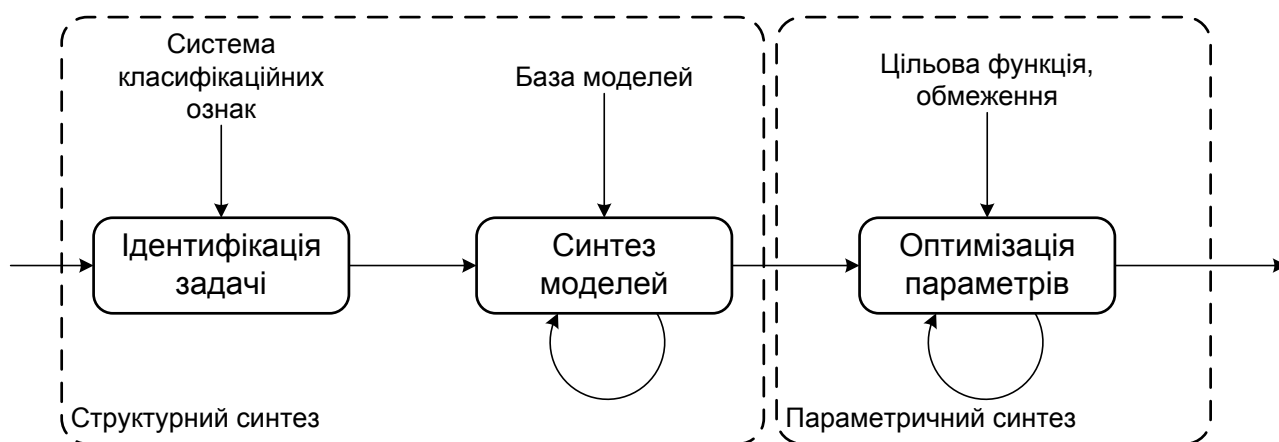 Система
класифікаційних
ознак
База моделей
Цільова функція,
обмеження
Ідентифікація
задачі
Синтез
моделей
Оптимізація
параметрів
Структурний синтез
Параметричний синтез